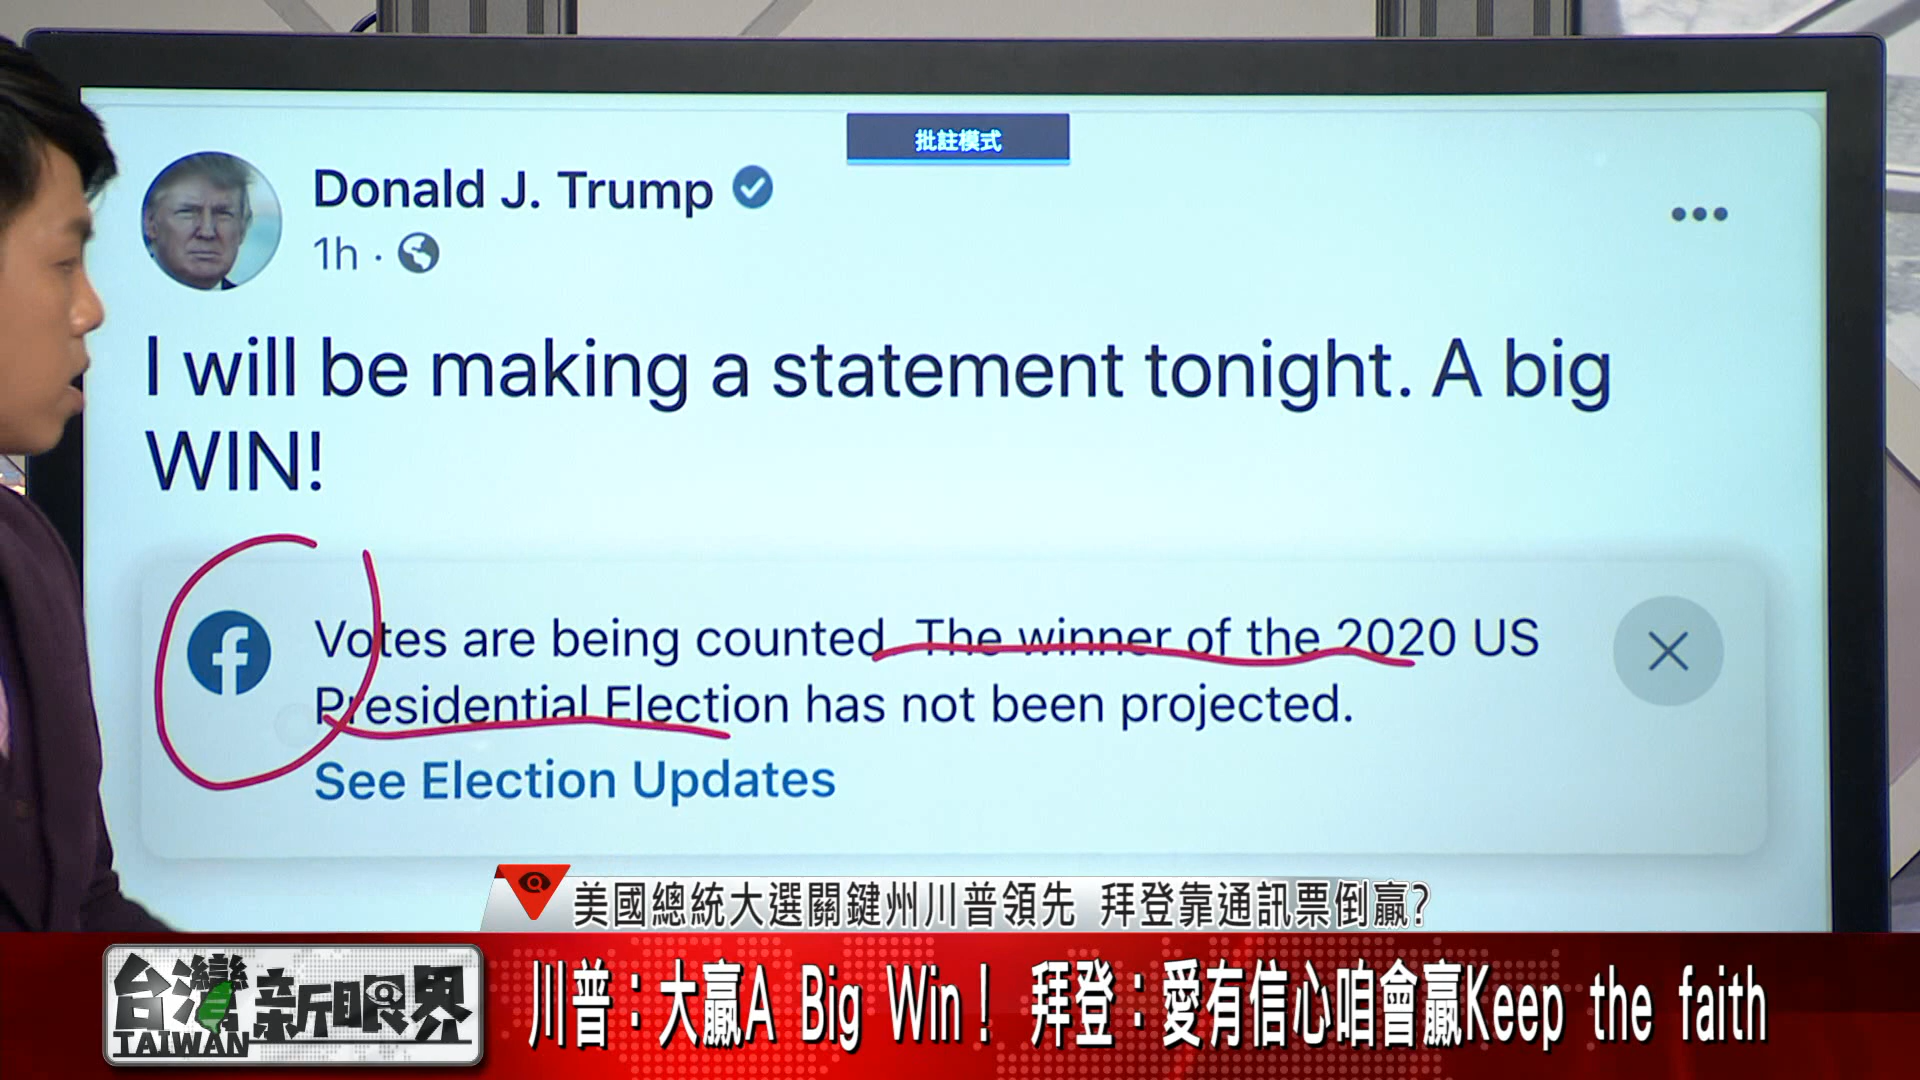 批註模式
Donald J. Trump
1h ·
I will be making a statement tonight. A big
WIN!
Votes are being counted. The winner of the 2020 US
Presidential Election has not been projected.
See Election Updates
美國總統大選關鍵州川普領先 拜登靠通訊票倒贏?
台灣新眼界
TAIWAN
川普:大贏A Big Win! 拜登:愛有信心咱會贏Keep the faith